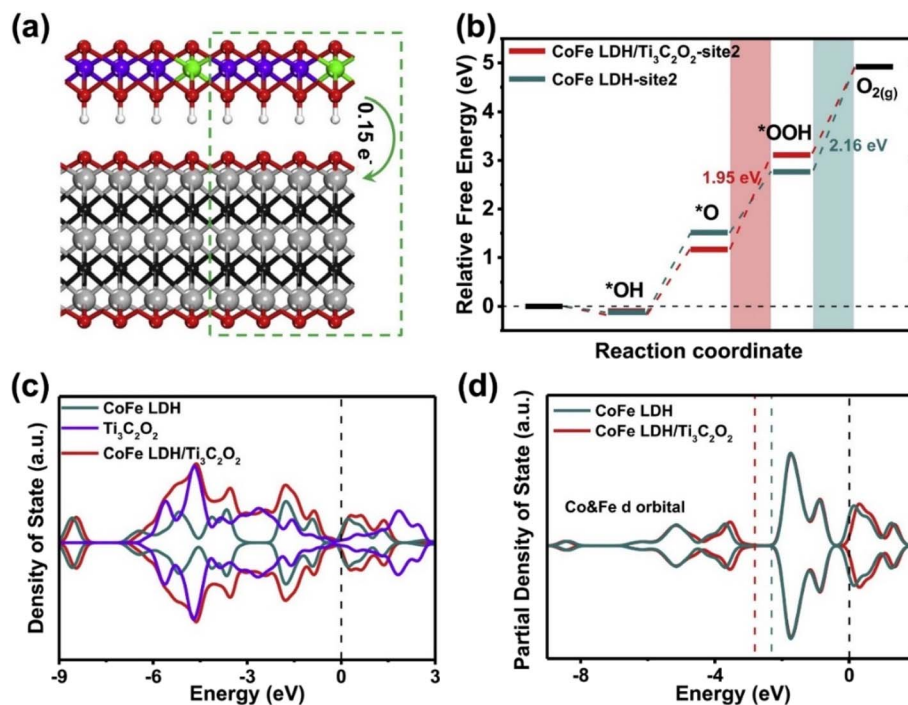 (a)
0.15 e⁻
(b)
Relative Free Energy (eV)
5
4
3
2
1
0
CoFe LDH/Ti₃C₂O₂-site2
CoFe LDH-site2
*OH
*O
1.95 eV
*OOH
2.16 eV
O₂₍g₎
Reaction coordinate
(c)
Density of State (a.u.)
CoFe LDH
Ti₃C₂O₂
CoFe LDH/Ti₃C₂O₂
-9
-6
-3
0
3
Energy (eV)
(d)
Partial Density of State (a.u.)
CoFe LDH
CoFe LDH/Ti₃C₂O₂
Co&Fe d orbital
-8
-4
0
Energy (eV)